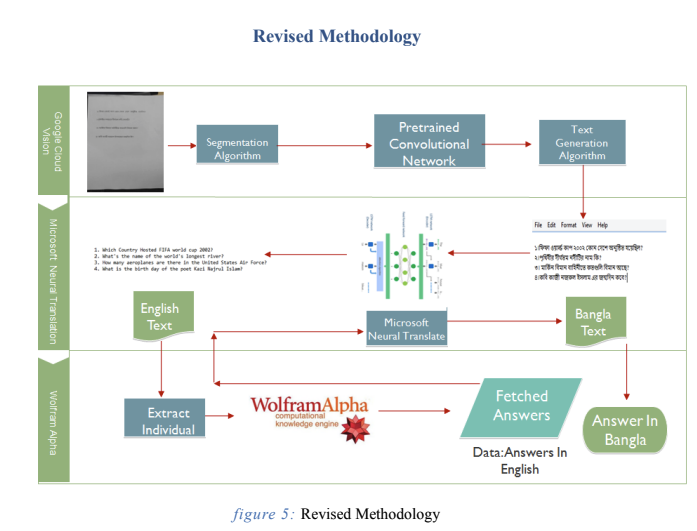 Revised Methodology
Google Cloud
Vision
Segmentation
Algorithm
Pretrained
Convolutional
Network
Text
Generation
Algorithm
Microsoft Neural Translation
1. Which Country Hosted FIFA world cup 2002?
2. What's the name of the world's longest river?
3. How many aeroplanes are there in the United States Air Force?
4. What is the birth day of the poet Kazi Najrul Islam?
File Edit Format View Help
১।ফিফা ওয়ার্ল্ড কাপ ২০০২ কোন দেশে অনুষ্ঠিত হয়েছিল?
২।পৃথিবীর দীর্ঘতম নদীটির নাম কি?
৩। মার্কিন বিমান বাহিনীতে কতগুলি বিমান আছে?
৪।কবি কাজী নজরুল ইসলাম এর জন্মদিন কবে?
English
Text
Microsoft
Neural Translate
Bangla
Text
Wolfram Alpha
Extract
Individual
WolframAlpha
computational
knowledge engine
Fetched
Answers
Data:Answers In
English
Answer In
Bangla
figure 5: Revised Methodology